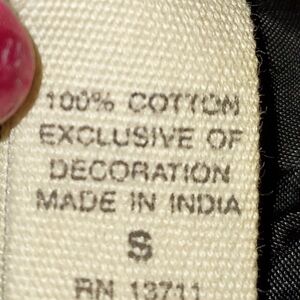 100% COTTON
EXCLUSIVE OF
DECORATION
MADE IN INDIA
S
RN 13711